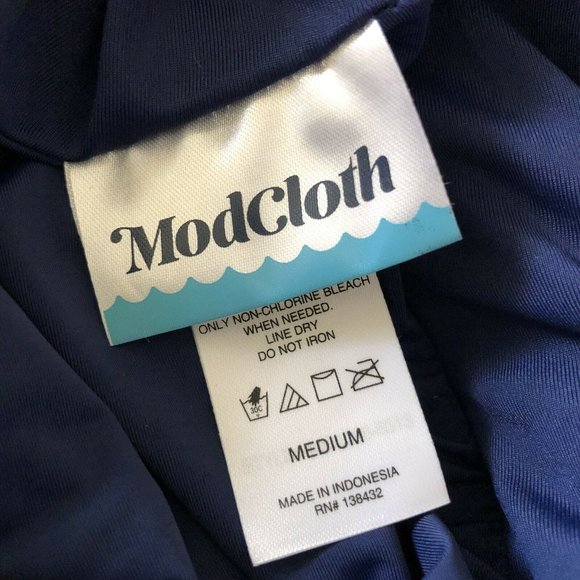 ModCloth
ONLY NON-CHLORINE BLEACH
WHEN NEEDED.
LINE DRY
DO NOT IRON
30C
MEDIUM
MADE IN INDONESIA
RN# 138432